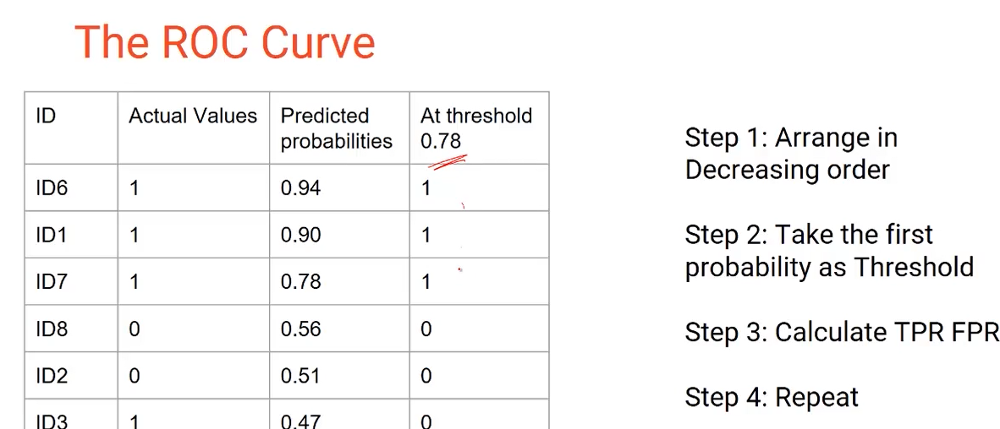 The ROC Curve
ID Actual Values Predicted probabilities At threshold 0.78
ID6 1 0.94 1
ID1 1 0.90 1
ID7 1 0.78 1
ID8 0 0.56 0
ID2 0 0.51 0
ID3 1 0.47 0
Step 1: Arrange in
Decreasing order
Step 2: Take the first
probability as Threshold
Step 3: Calculate TPR FPR
Step 4: Repeat